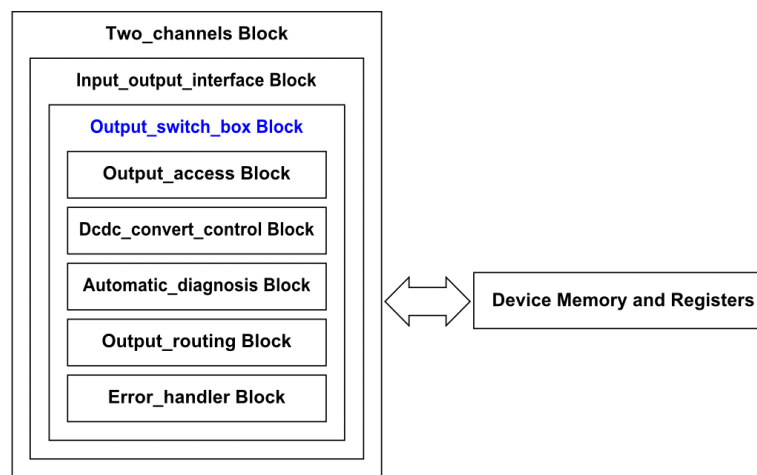 Two_channels Block
Input_output_interface Block
Output_switch_box Block
Output_access Block
Dcdc_convert_control Block
Automatic_diagnosis Block
Output_routing Block
Error_handler Block
Device Memory and Registers